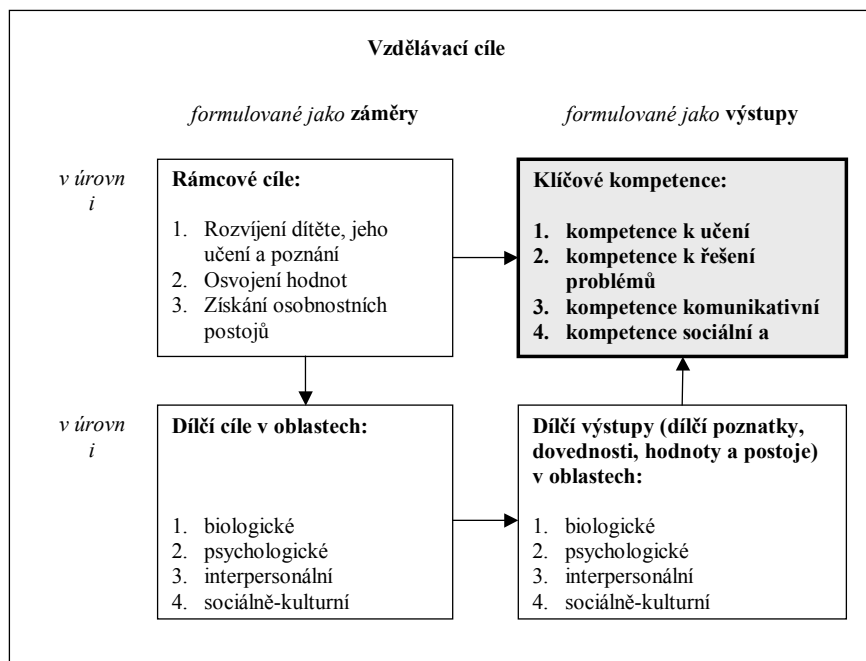 Vzdělávací cíle
formulované jako záměry
formulované jako výstupy
v úrovn
i
Rámcové cíle:
1. Rozvíjení dítěte, jeho
učení a poznání
2. Osvojení hodnot
3. Získání osobnostních
postojů
Klíčové kompetence:
1. kompetence k učení
2. kompetence k řešení
problémů
3. kompetence komunikativní
4. kompetence sociální a
v úrovn
i
Dílčí cíle v oblastech:
1. biologické
2. psychologické
3. interpersonální
4. sociálně-kulturní
Dílčí výstupy (dílčí poznatky,
dovednosti, hodnoty a postoje)
v oblastech:
1. biologické
2. psychologické
3. interpersonální
4. sociálně-kulturní